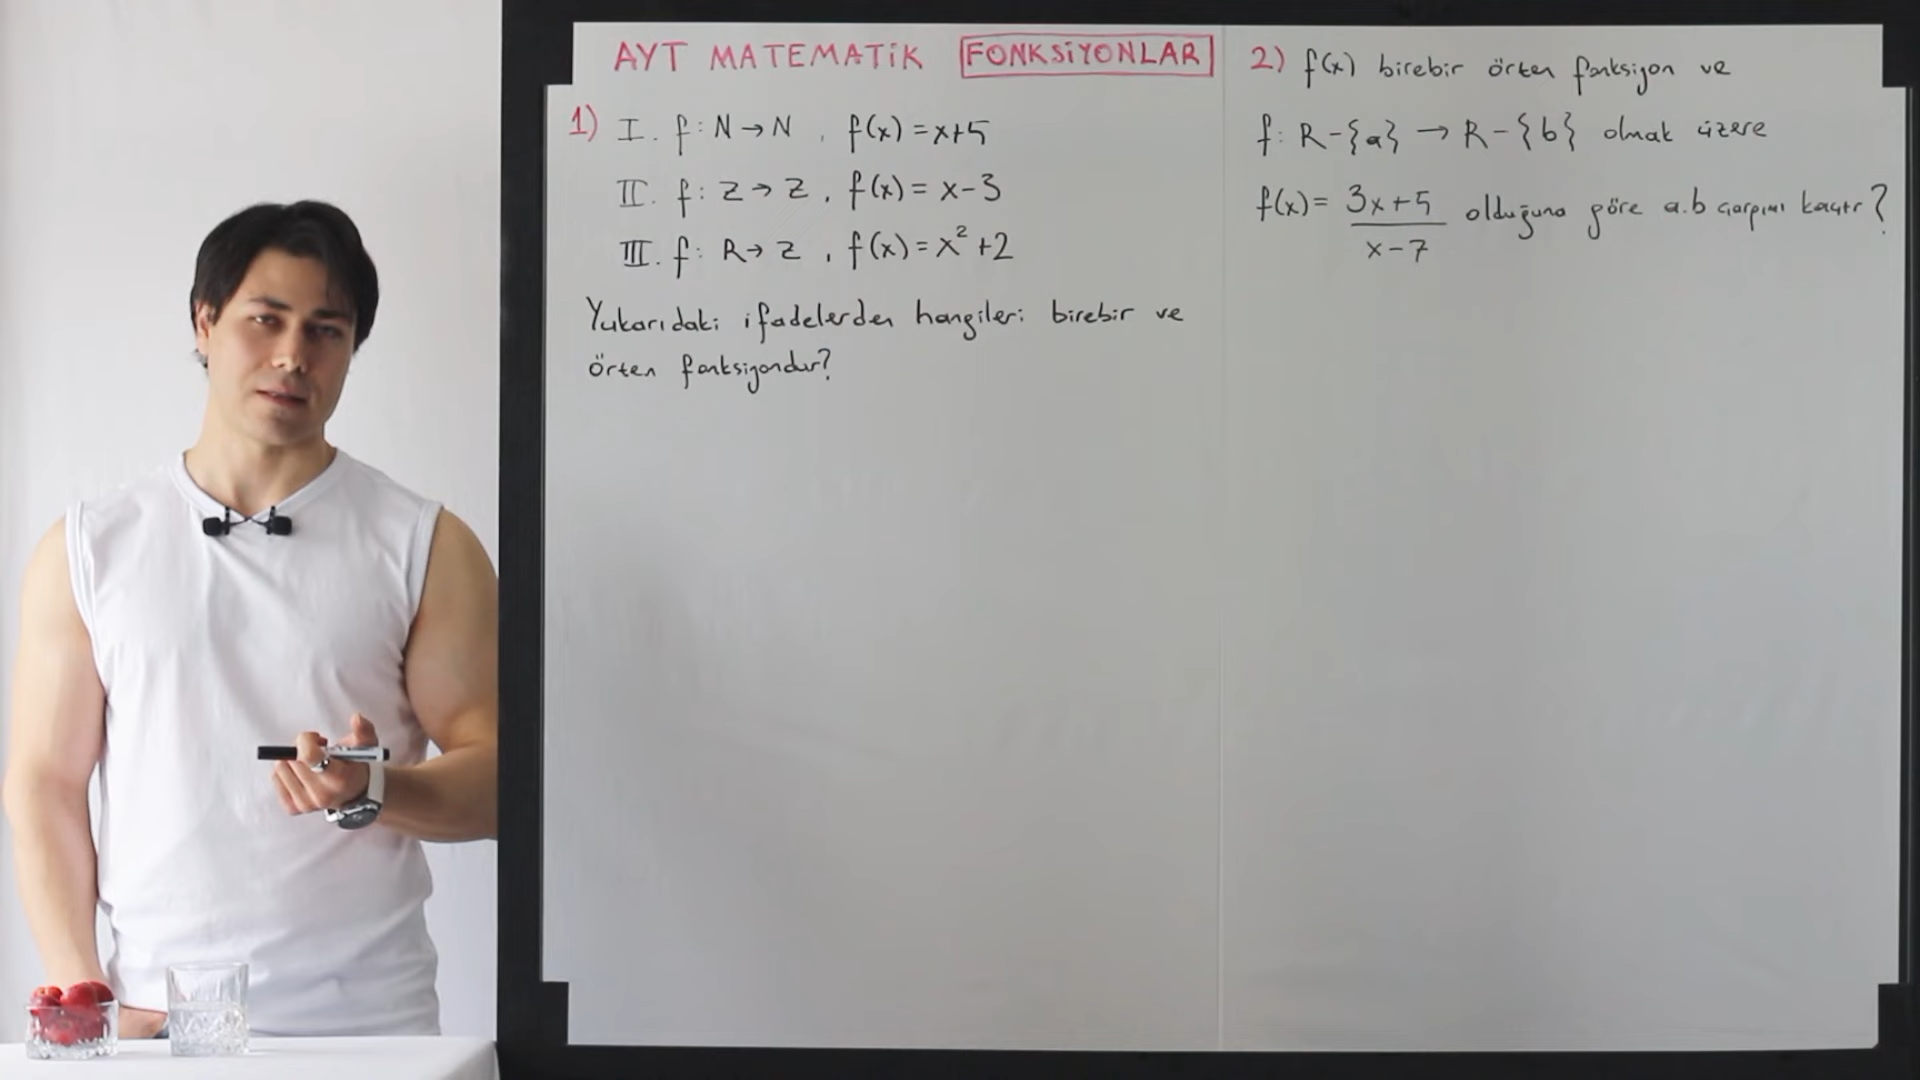 AYT MATEMATİK FONKSİYONLAR
1) I. f: N→N , f(x)=x+5
II. f: Z→Z , f(x)= x-3
III. f: R→Z , f(x)=x²+2
Yukarıdaki ifadelerden hangileri birebir ve
örten fonksiyondur?
2) f(x) birebir örten fonksiyon ve
f: R-{a} → R-{b} olmak üzere
f(x)= 3x+5 / x-7 olduğuna göre a.b çarpımı kaçtır?